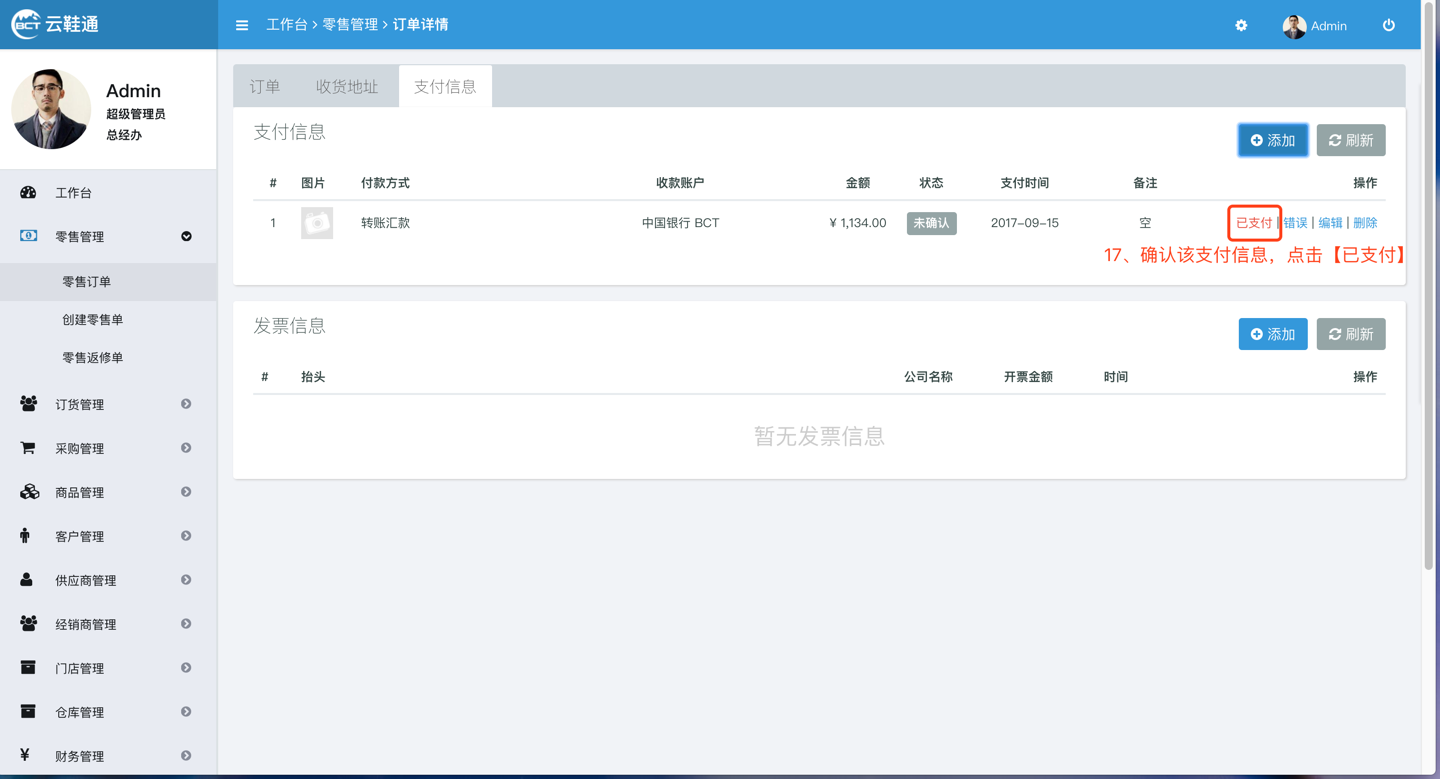 BCT 云鞋通
工作台 › 零售管理 › 订单详情
Admin
Admin
超级管理员
总经办
工作台
零售管理
零售订单
创建零售单
零售返修单
订货管理
采购管理
商品管理
客户管理
供应商管理
经销商管理
门店管理
仓库管理
¥ 财务管理
订单 收货地址 支付信息
支付信息
添加 刷新
# 图片 付款方式 收款账户 金额 状态 支付时间 备注 操作
1 转账汇款 中国银行 BCT ¥ 1,134.00 未确认 2017-09-15 空 已支付 | 错误 | 编辑 | 删除
17、确认该支付信息，点击【已支付】
发票信息
添加 刷新
# 抬头 公司名称 开票金额 时间 操作
暂无发票信息